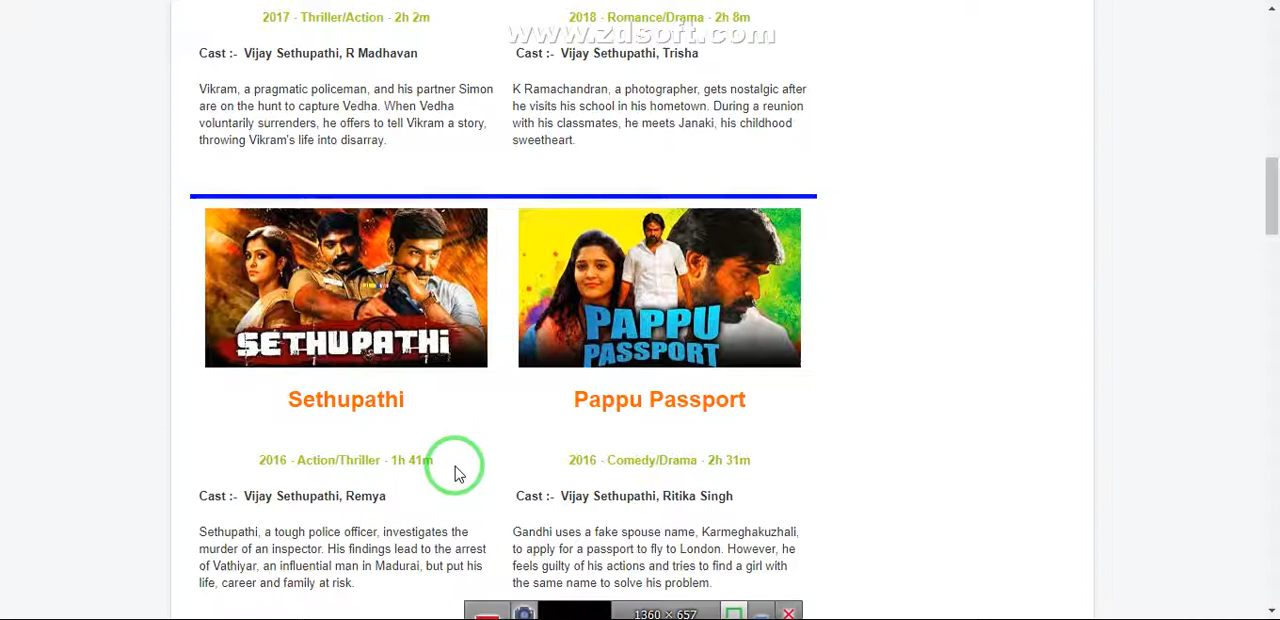 2017 - Thriller/Action - 2h 2m
Cast :-  Vijay Sethupathi, R Madhavan
Vikram, a pragmatic policeman, and his partner Simon
are on the hunt to capture Vedha. When Vedha
voluntarily surrenders, he offers to tell Vikram a story,
throwing Vikram's life into disarray.
2018 - Romance/Drama - 2h 8m
www.zdsoft.com
Cast :-  Vijay Sethupathi, Trisha
K Ramachandran, a photographer, gets nostalgic after
he visits his school in his hometown. During a reunion
with his classmates, he meets Janaki, his childhood
sweetheart.
SETHUPATHi
Sethupathi
2016 - Action/Thriller - 1h 41m
Cast :-  Vijay Sethupathi, Remya
Sethupathi, a tough police officer, investigates the
murder of an inspector. His findings lead to the arrest
of Vathiyar, an influential man in Madurai, but put his
life, career and family at risk.
PAPPU
PASSPORT
Pappu Passport
2016 - Comedy/Drama - 2h 31m
Cast :-  Vijay Sethupathi, Ritika Singh
Gandhi uses a fake spouse name, Karmeghakuzhali,
to apply for a passport to fly to London. However, he
feels guilty of his actions and tries to find a girl with
the same name to solve his problem.
1360 × 657